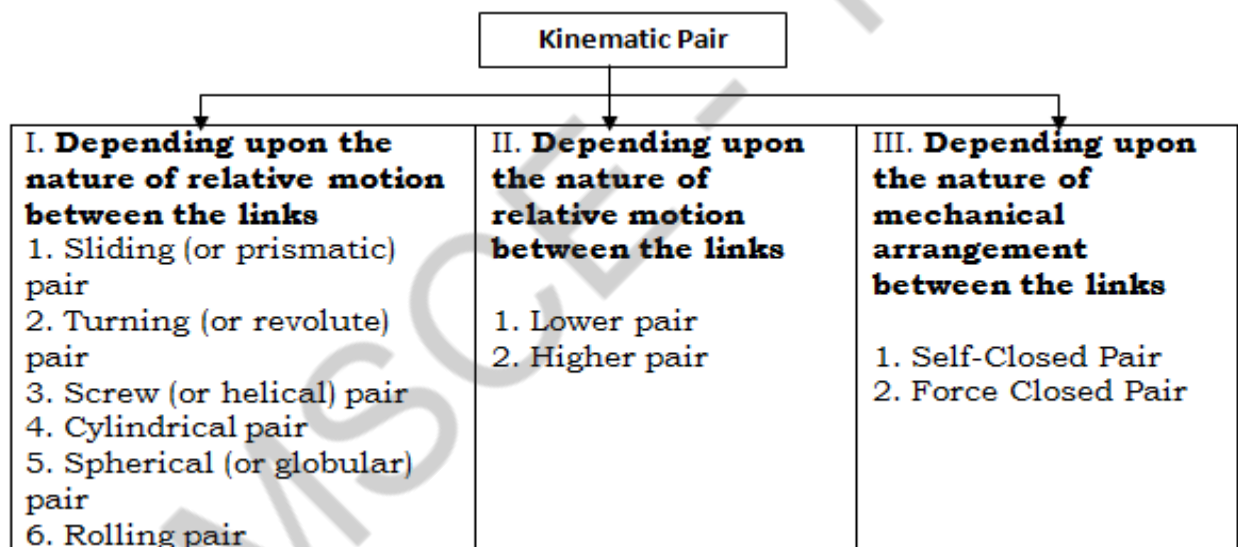 Kinematic Pair
I. Depending upon the
nature of relative motion
between the links
1. Sliding (or prismatic)
pair
2. Turning (or revolute)
pair
3. Screw (or helical) pair
4. Cylindrical pair
5. Spherical (or globular)
pair
6. Rolling pair
II. Depending upon
the nature of
relative motion
between the links
1. Lower pair
2. Higher pair
III. Depending upon
the nature of
mechanical
arrangement
between the links
1. Self-Closed Pair
2. Force Closed Pair
MSCE -